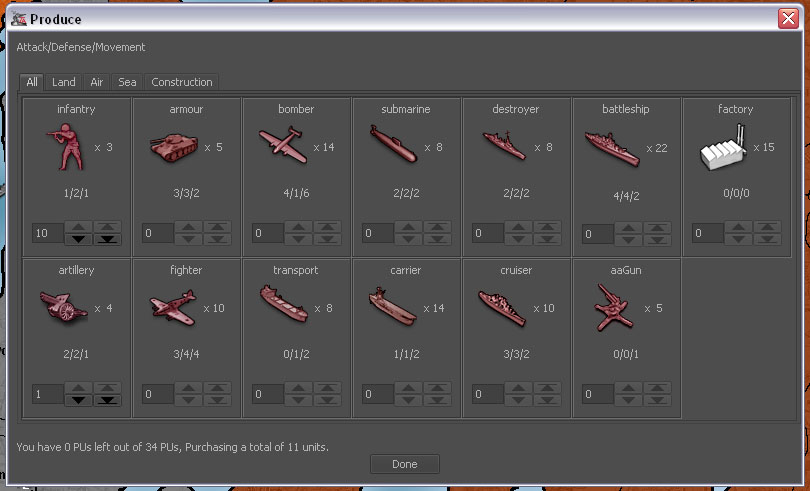 Produce
Attack/Defense/Movement
All Land Air Sea Construction
infantry armour bomber submarine destroyer battleship factory
x 3 x 5 x 14 x 8 x 8 x 22 x 15
1/2/1 3/3/2 4/1/6 2/2/2 2/2/2 4/4/2 0/0/0
10 0 0 0 0 0 0
artillery fighter transport carrier cruiser aaGun
x 4 x 10 x 8 x 14 x 10 x 5
2/2/1 3/4/4 0/1/2 1/1/2 3/3/2 0/0/1
1 0 0 0 0 0
You have 0 PUs left out of 34 PUs, Purchasing a total of 11 units.
Done